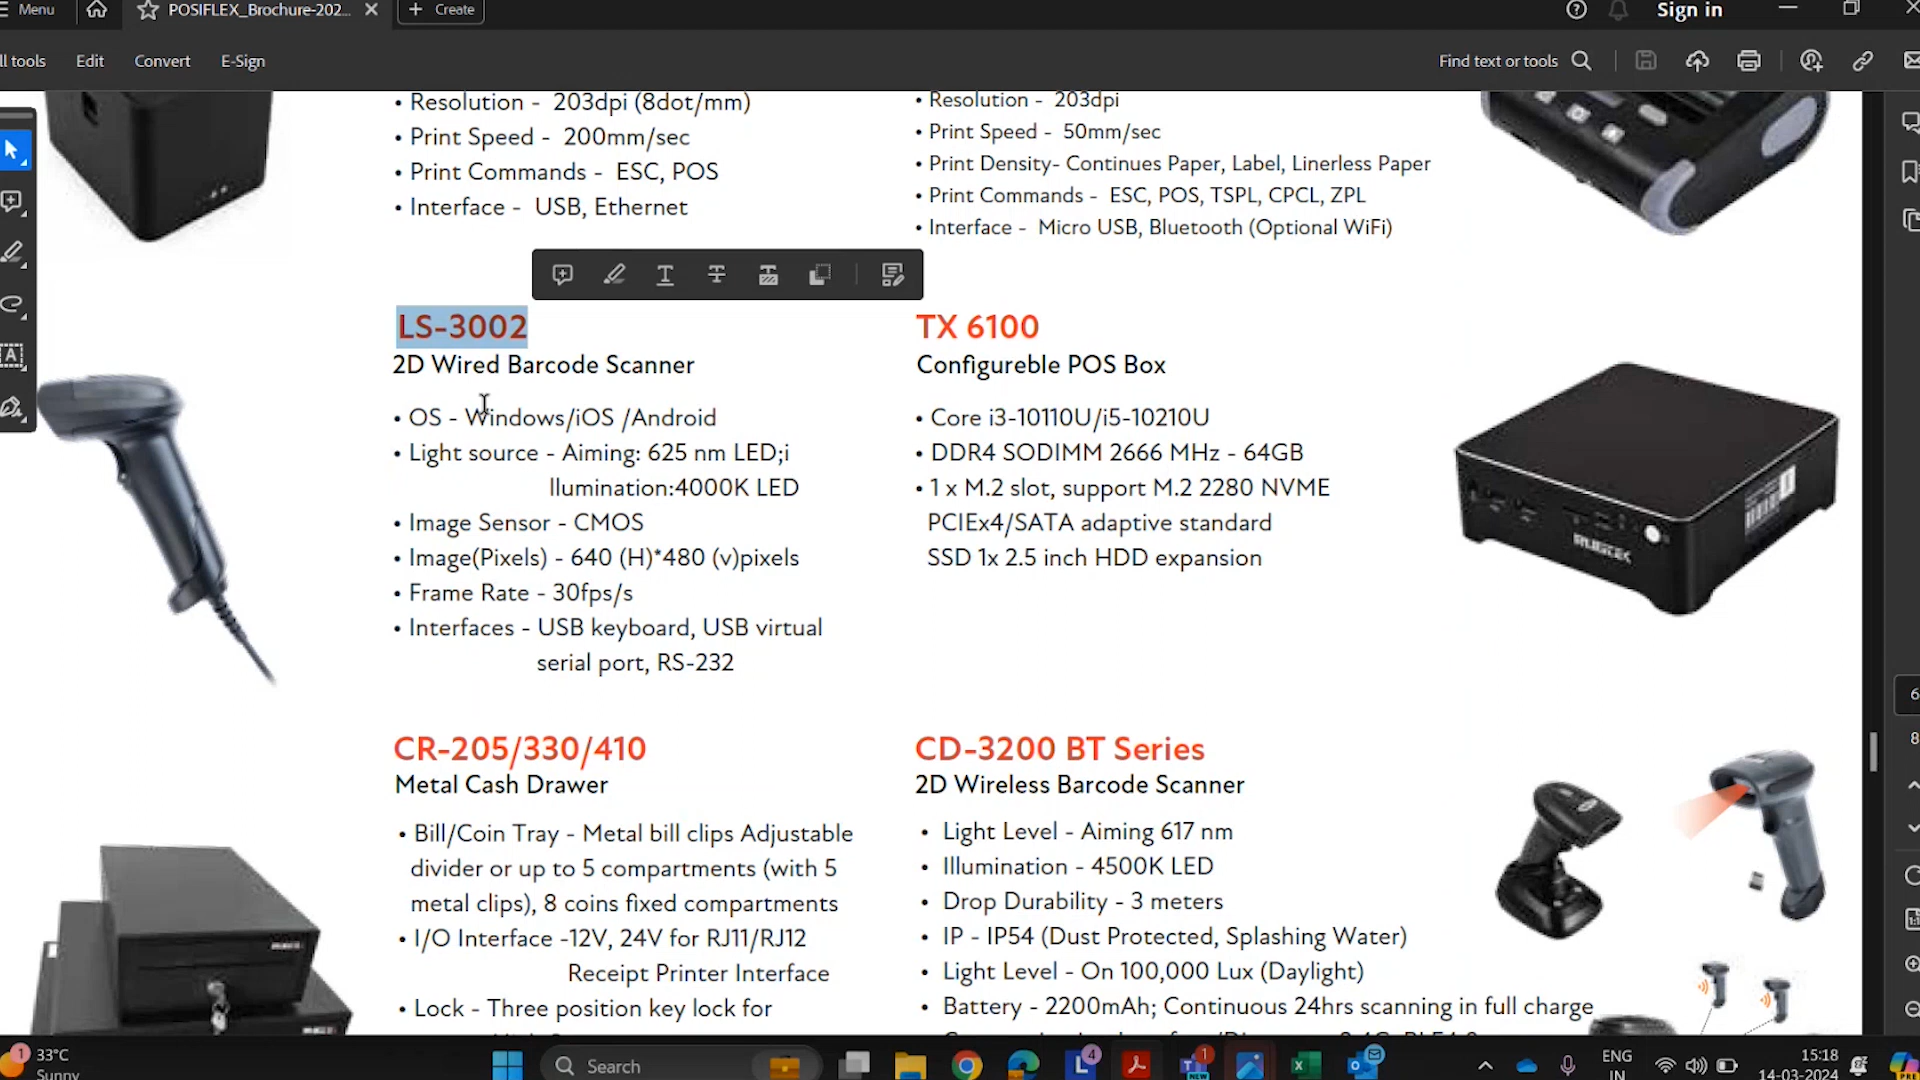 Menu
POSIFLEX_Brochure-202...
Create
Sign in
ll tools
Edit
Convert
E-Sign
Find text or tools
• Resolution - 203dpi (8dot/mm)
• Print Speed - 200mm/sec
• Print Commands - ESC, POS
• Interface - USB, Ethernet
• Resolution - 203dpi
• Print Speed - 50mm/sec
• Print Density- Continues Paper, Label, Linerless Paper
• Print Commands - ESC, POS, TSPL, CPCL, ZPL
• Interface - Micro USB, Bluetooth (Optional WiFi)
LS-3002
2D Wired Barcode Scanner
• OS - Windows/iOS /Android
• Light source - Aiming: 625 nm LED;i
llumination:4000K LED
• Image Sensor - CMOS
• Image(Pixels) - 640 (H)*480 (v)pixels
• Frame Rate - 30fps/s
• Interfaces - USB keyboard, USB virtual
serial port, RS-232
TX 6100
Configureble POS Box
• Core i3-10110U/i5-10210U
• DDR4 SODIMM 2666 MHz - 64GB
• 1 x M.2 slot, support M.2 2280 NVME
PCIEx4/SATA adaptive standard
SSD 1x 2.5 inch HDD expansion
RUGTEK
CR-205/330/410
Metal Cash Drawer
• Bill/Coin Tray - Metal bill clips Adjustable
divider or up to 5 compartments (with 5
metal clips), 8 coins fixed compartments
• I/O Interface -12V, 24V for RJ11/RJ12
Receipt Printer Interface
• Lock - Three position key lock for
CD-3200 BT Series
2D Wireless Barcode Scanner
• Light Level - Aiming 617 nm
• Illumination - 4500K LED
• Drop Durability - 3 meters
• IP - IP54 (Dust Protected, Splashing Water)
• Light Level - On 100,000 Lux (Daylight)
• Battery - 2200mAh; Continuous 24hrs scanning in full charge
6
8
1
33°C
Sunny
Search
4
1
NEW
ENG
IN
15:18
14-03-2024
PRE